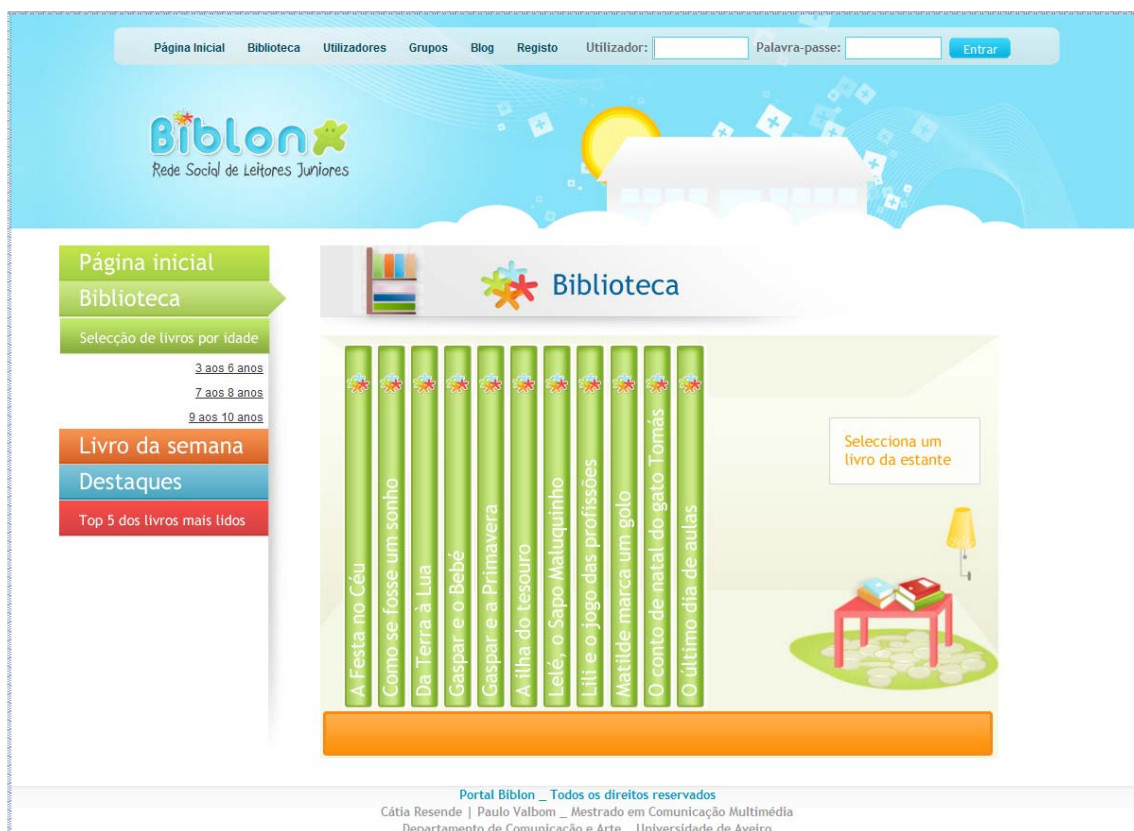 Página Inicial Biblioteca Utilizadores Grupos Blog Registo Utilizador: Palavra-passe: Entrar
Biblon
Rede Social de Leitores Juniores
Página inicial
Biblioteca
Selecção de livros por idade
3 aos 6 anos
7 aos 8 anos
9 aos 10 anos
Livro da semana
Destaques
Top 5 dos livros mais lidos
Biblioteca
A Festa no Céu
Como se fosse um sonho
Da Terra à Lua
Gaspar e o Bebé
Gaspar e a Primavera
A ilha do tesouro
Lelé, o Sapo Maluquinho
Lili e o jogo das profissões
Matilde marca um golo
O conto de natal do gato Tomás
O último dia de aulas
Selecciona um
livro da estante
Portal Biblon _ Todos os direitos reservados
Cátia Resende | Paulo Valbom _ Mestrado em Comunicação Multimédia
Departamento de Comunicação e Arte _ Universidade de Aveiro